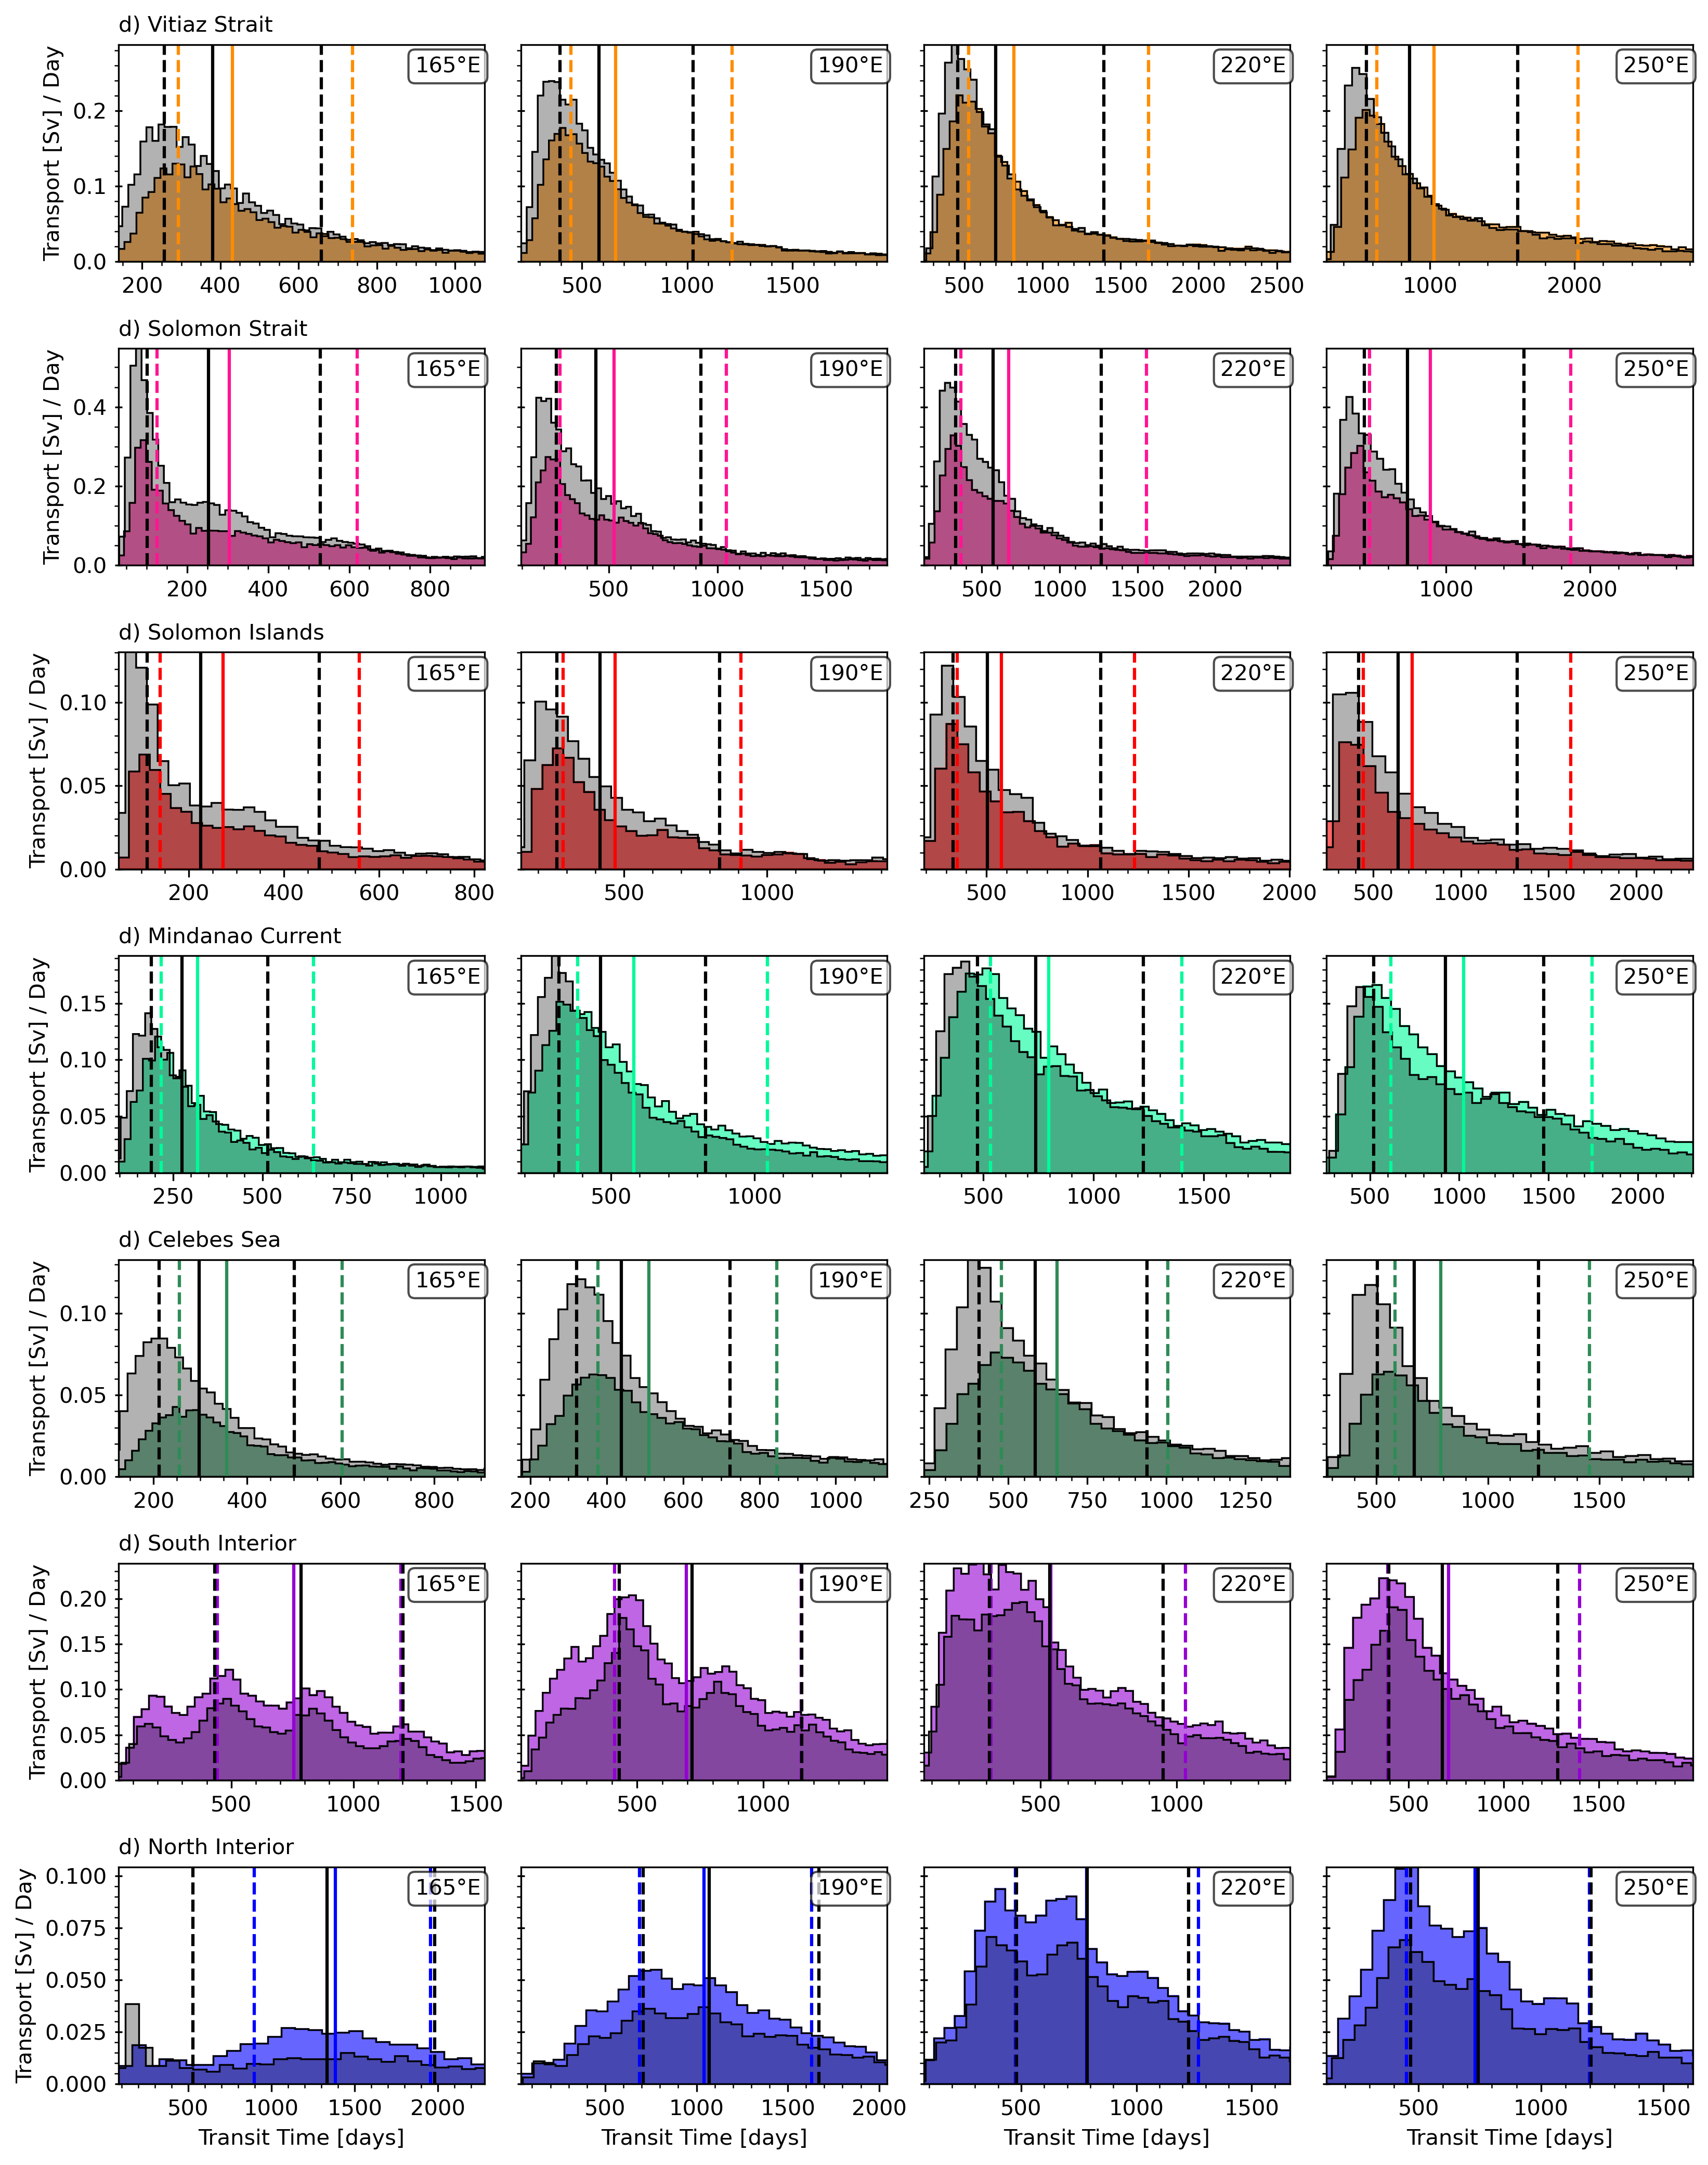 d) Vitiaz Strait
165°E 190°E 220°E 250°E
Transport [Sv] / Day
0.2
0.1
0.0
200 400 600 800 1000 500 1000 1500 500 1000 1500 2000 2500 1000 2000
d) Solomon Strait
165°E 190°E 220°E 250°E
Transport [Sv] / Day
0.4
0.2
0.0
200 400 600 800 500 1000 1500 500 1000 1500 2000 1000 2000
d) Solomon Islands
165°E 190°E 220°E 250°E
Transport [Sv] / Day
0.10
0.05
0.00
200 400 600 800 500 1000 500 1000 1500 2000 500 1000 1500 2000
d) Mindanao Current
165°E 190°E 220°E 250°E
Transport [Sv] / Day
0.15
0.10
0.05
0.00
250 500 750 1000 500 1000 500 1000 1500 500 1000 1500 2000
d) Celebes Sea
165°E 190°E 220°E 250°E
Transport [Sv] / Day
0.10
0.05
0.00
200 400 600 800 200 400 600 800 1000 250 500 750 1000 1250 500 1000 1500
d) South Interior
165°E 190°E 220°E 250°E
Transport [Sv] / Day
0.20
0.15
0.10
0.05
0.00
500 1000 1500 500 1000 500 1000 500 1000 1500
d) North Interior
165°E 190°E 220°E 250°E
Transport [Sv] / Day
0.100
0.075
0.050
0.025
0.000
500 1000 1500 2000 500 1000 1500 2000 500 1000 1500 500 1000 1500
Transit Time [days] Transit Time [days] Transit Time [days] Transit Time [days]